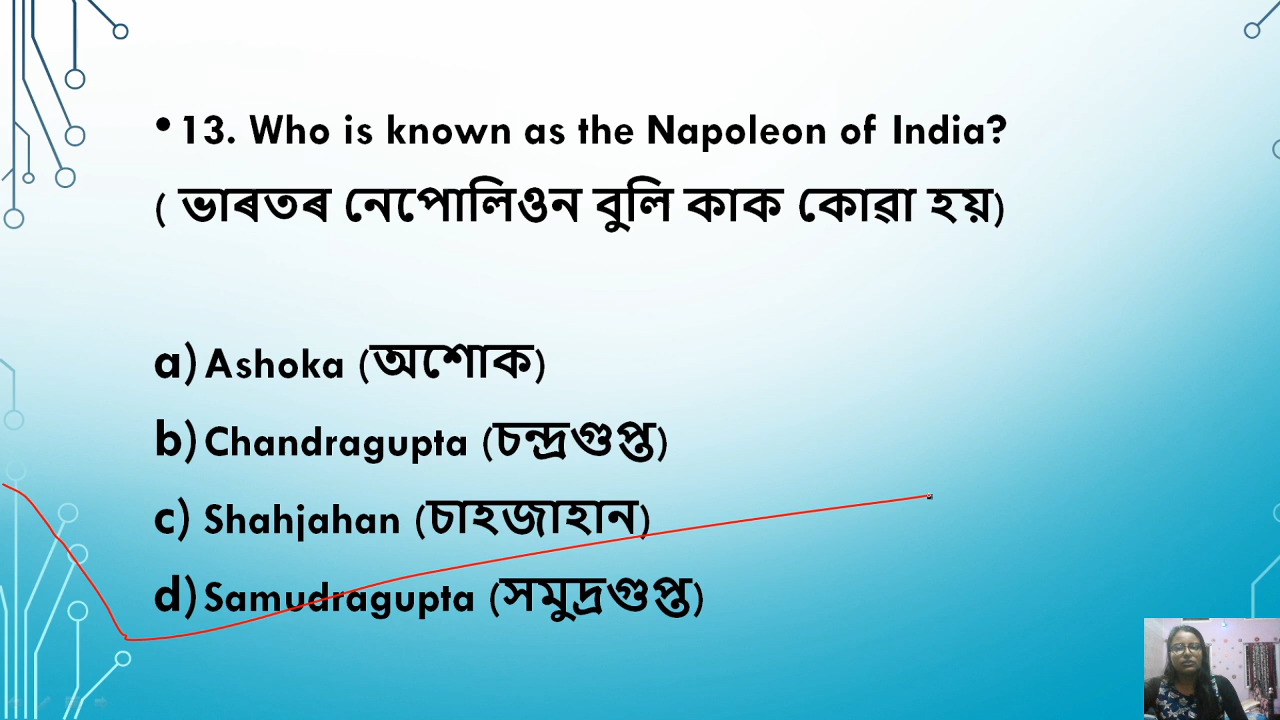 • 13. Who is known as the Napoleon of India?
( ভাৰতৰ নেপোলিওন বুলি কাক কোৱা হয়)
a) Ashoka (অশোক)
b) Chandragupta (চন্দ্ৰগুপ্ত)
c) Shahjahan (চাহজাহান)
d) Samudragupta (সমুদ্ৰগুপ্ত)